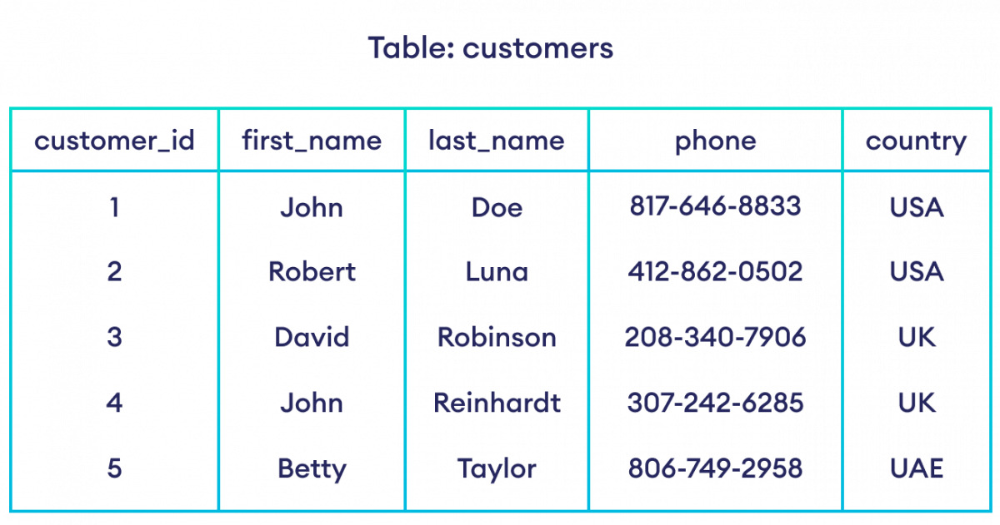 Table: customers
customer_id first_name last_name phone country
1 John Doe 817-646-8833 USA
2 Robert Luna 412-862-0502 USA
3 David Robinson 208-340-7906 UK
4 John Reinhardt 307-242-6285 UK
5 Betty Taylor 806-749-2958 UAE